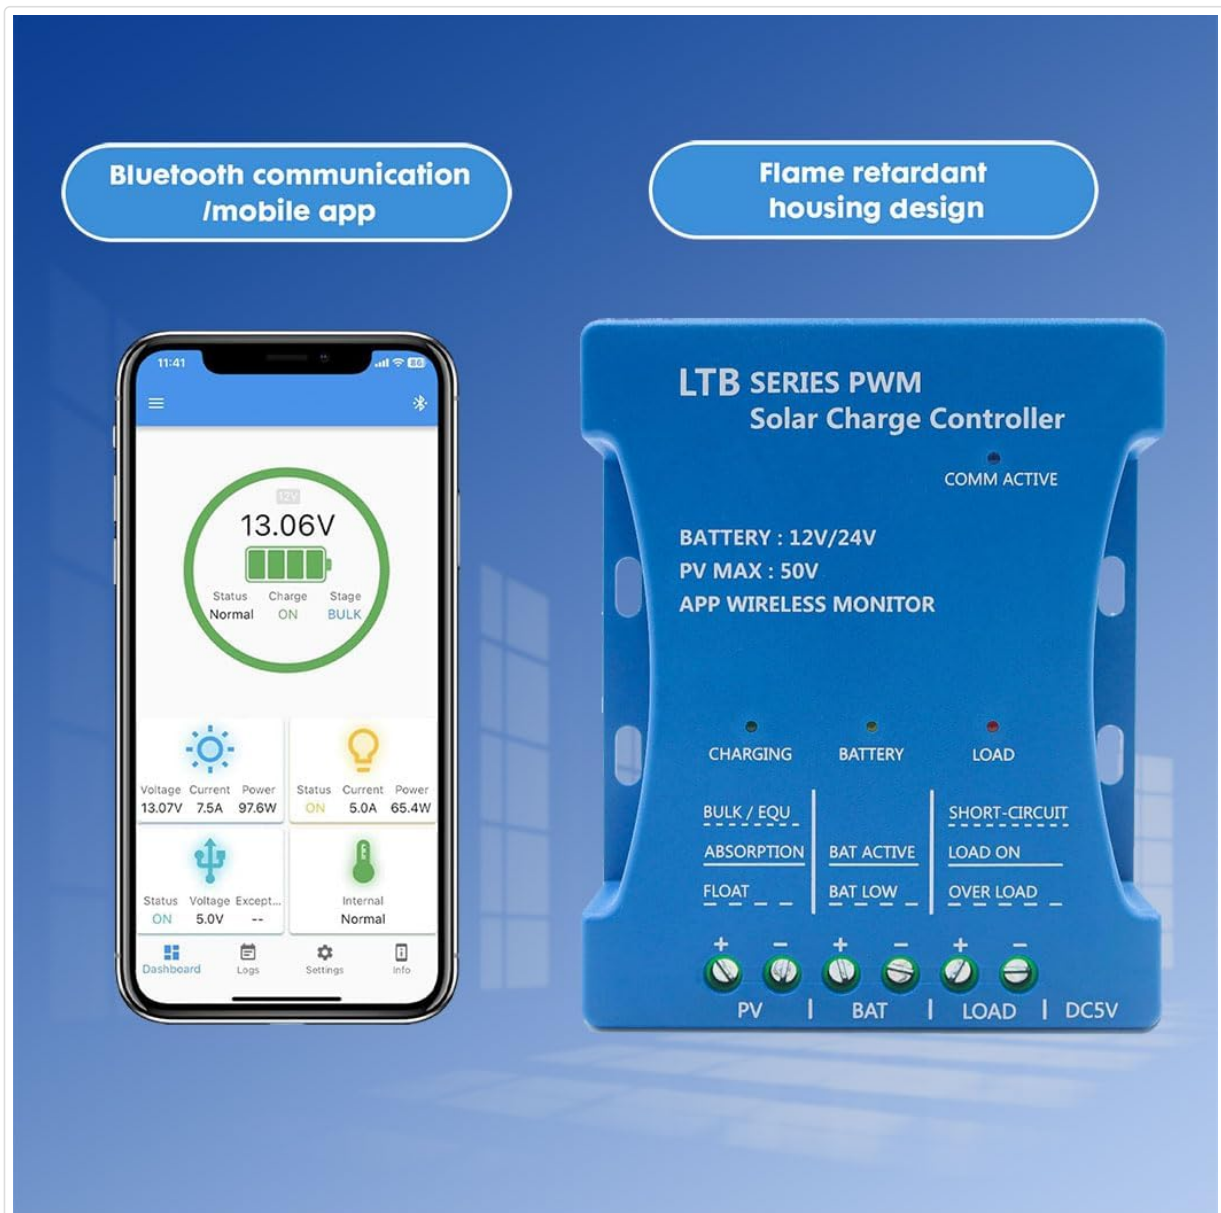 Bluetooth communication
/mobile app
Flame retardant
housing design
11:41
86
12V
13.06V
Status Charge Stage
Normal ON BULK
Voltage Current Power
13.07V 7.5A 97.6W
Status Current Power
ON 5.0A 65.4W
Status Voltage Except...
ON 5.0V --
Internal
Normal
Dashboard Logs Settings Info
LTB SERIES PWM
Solar Charge Controller
COMM ACTIVE
BATTERY : 12V/24V
PV MAX : 50V
APP WIRELESS MONITOR
CHARGING BATTERY LOAD
BULK / EQU SHORT-CIRCUIT
ABSORPTION BAT ACTIVE LOAD ON
FLOAT BAT LOW OVER LOAD
+ - + - + -
PV | BAT | LOAD | DC5V